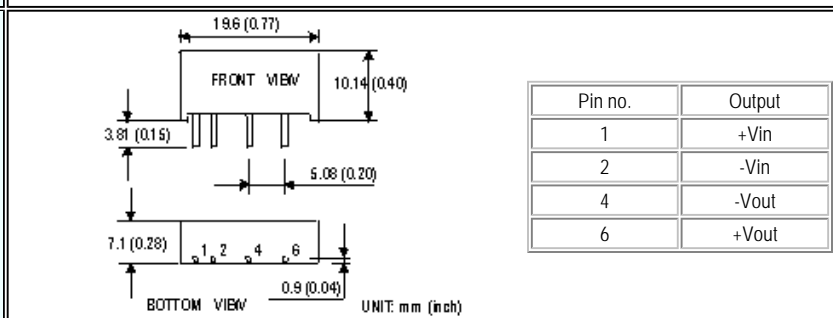 19.6 (0.77)
FRONT VIEW
10.14 (0.40)
3.81 (0.15)
5.08 (0.20)
7.1 (0.28)
1 2 4 6
0.9 (0.04)
BOTTOM VIEW
UNIT: mm (inch)
Pin no. Output
1 +Vin
2 -Vin
4 -Vout
6 +Vout